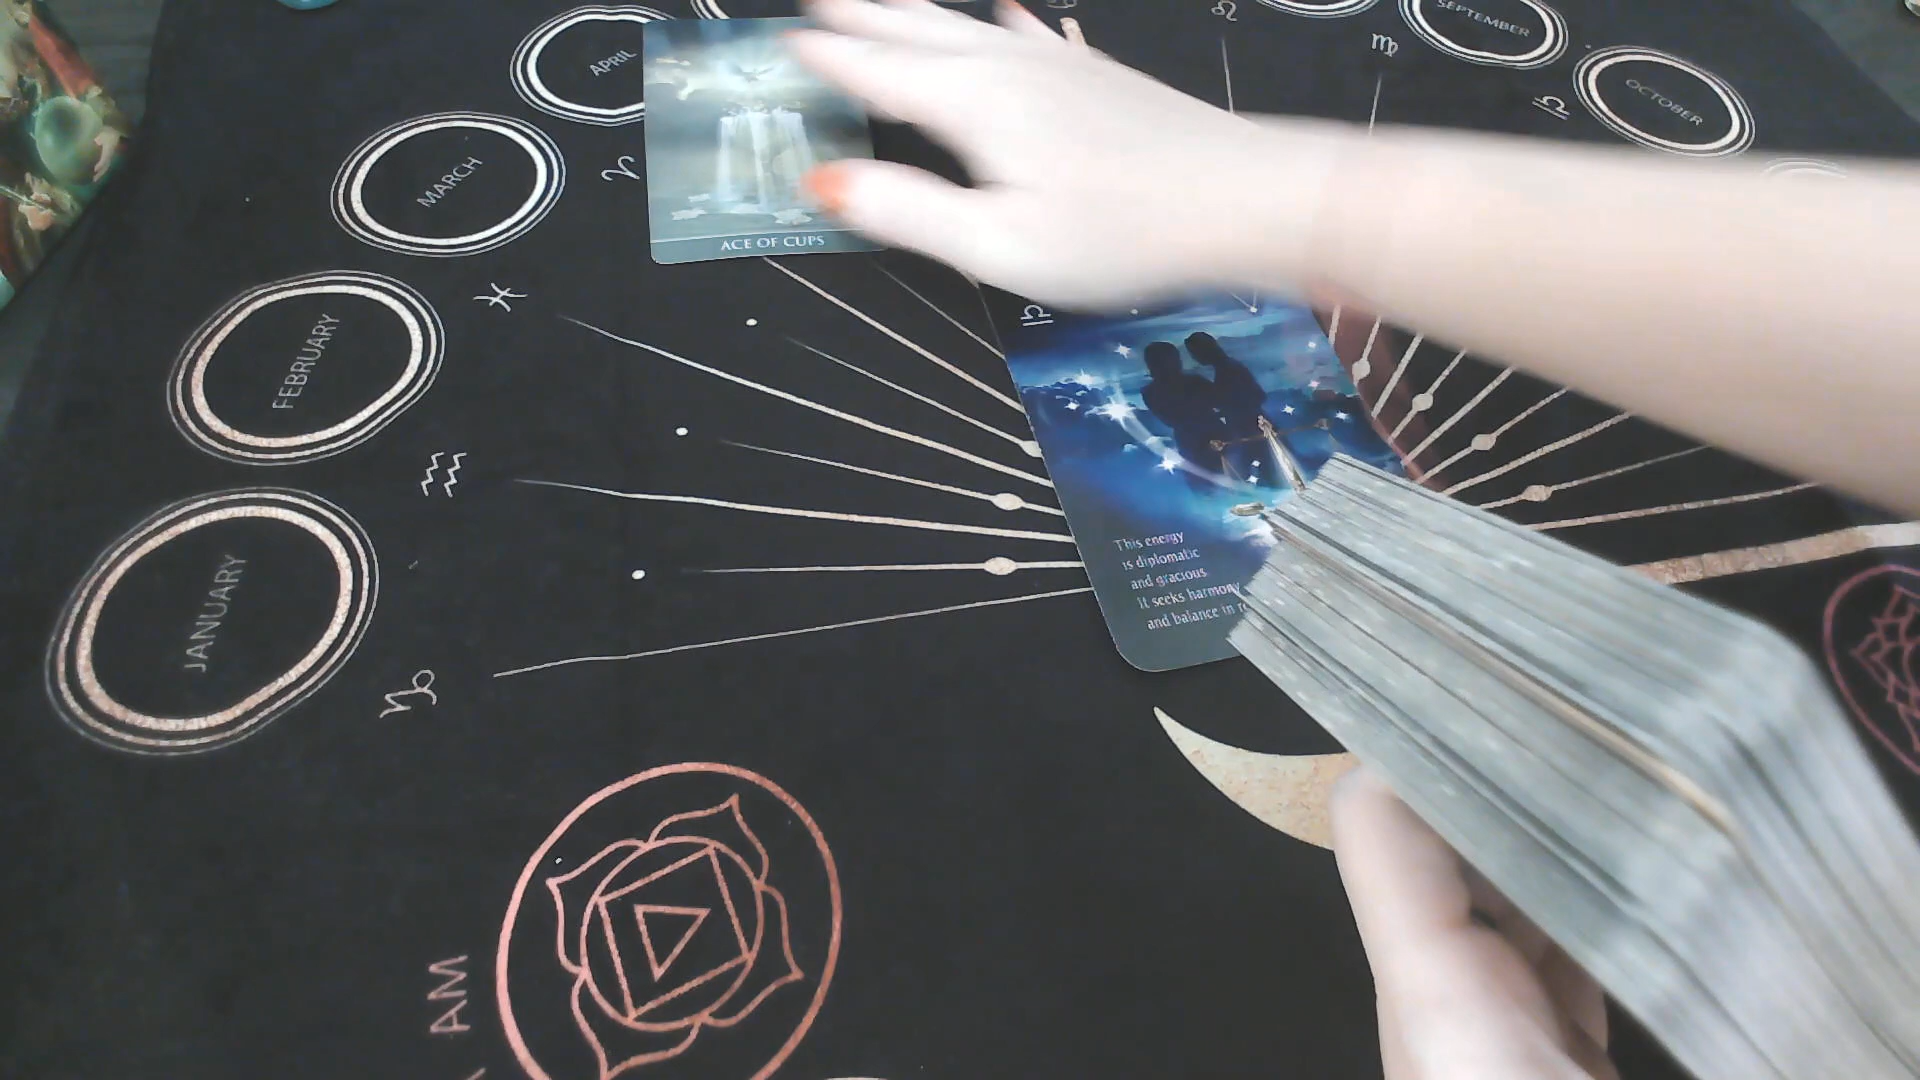 SEPTEMBER
APRIL
OCTOBER
MARCH
ACE OF CUPS
FEBRUARY
This energy
is diplomatic
and gracious
It seeks harmony
and balance in
JANUARY
AM